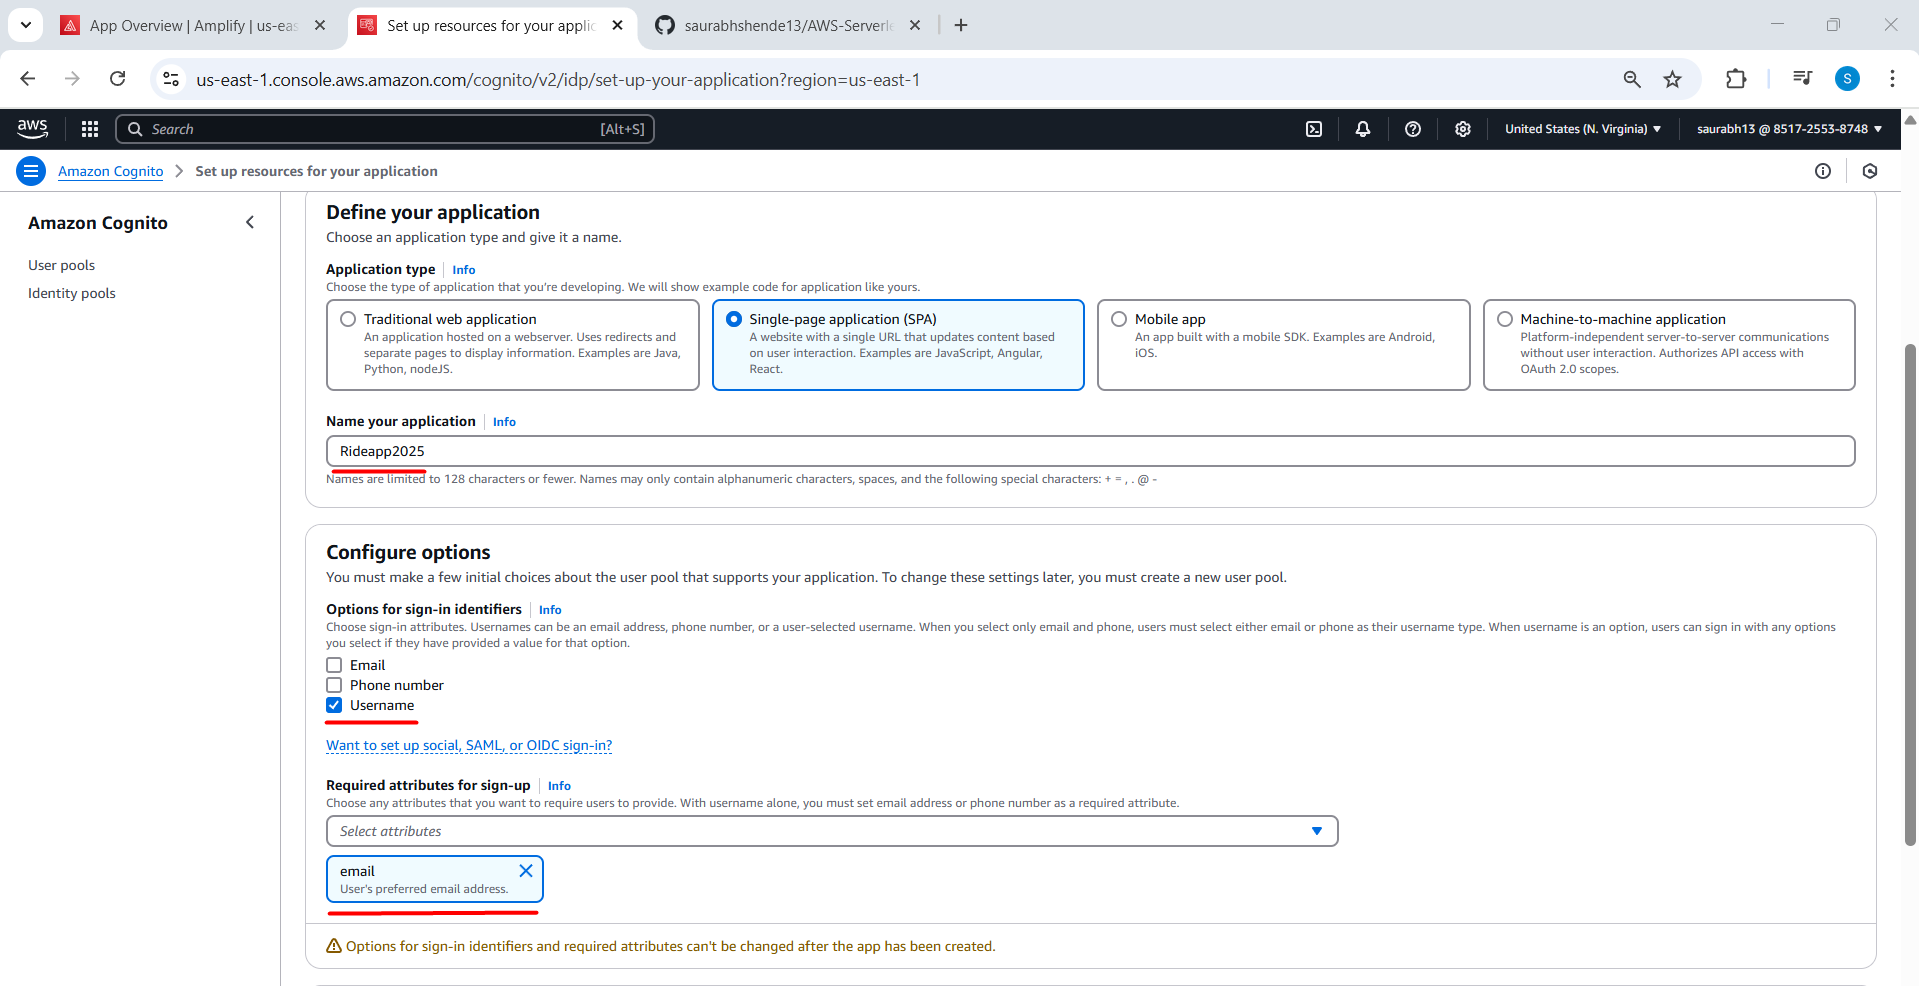 App Overview | Amplify | us-eas
Set up resources for your applic
saurabhshende13/AWS-Serverle
us-east-1.console.aws.amazon.com/cognito/v2/idp/set-up-your-application?region=us-east-1
S
aws
Search
[Alt+S]
United States (N. Virginia)
saurabh13 @ 8517-2553-8748
Amazon Cognito
Set up resources for your application
Amazon Cognito
User pools
Identity pools
Define your application
Choose an application type and give it a name.
Application type
Info
Choose the type of application that you're developing. We will show example code for application like yours.
Traditional web application
An application hosted on a webserver. Uses redirects and
separate pages to display information. Examples are Java,
Python, nodeJS.
Single-page application (SPA)
A website with a single URL that updates content based
on user interaction. Examples are JavaScript, Angular,
React.
Mobile app
An app built with a mobile SDK. Examples are Android,
iOS.
Machine-to-machine application
Platform-independent server-to-server communications
without user interaction. Authorizes API access with
OAuth 2.0 scopes.
Name your application
Info
Rideapp2025
Names are limited to 128 characters or fewer. Names may only contain alphanumeric characters, spaces, and the following special characters: + = , . @ -
Configure options
You must make a few initial choices about the user pool that supports your application. To change these settings later, you must create a new user pool.
Options for sign-in identifiers
Info
Choose sign-in attributes. Usernames can be an email address, phone number, or a user-selected username. When you select only email and phone, users must select either email or phone as their username type. When username is an option, users can sign in with any options
you select if they have provided a value for that option.
Email
Phone number
Username
Want to set up social, SAML, or OIDC sign-in?
Required attributes for sign-up
Info
Choose any attributes that you want to require users to provide. With username alone, you must set email address or phone number as a required attribute.
Select attributes
email
User's preferred email address.
Options for sign-in identifiers and required attributes can't be changed after the app has been created.